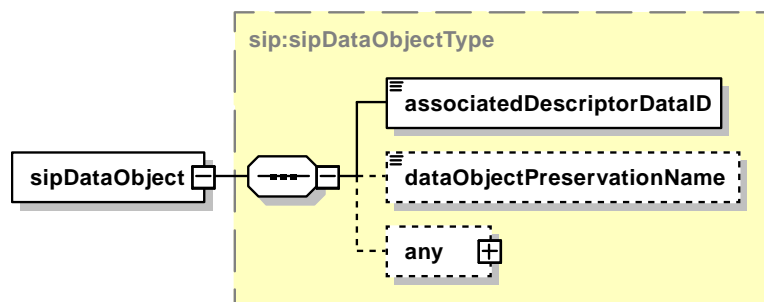 sip:sipDataObjectType
associatedDescriptorDataID
sipDataObject
dataObjectPreservationName
any